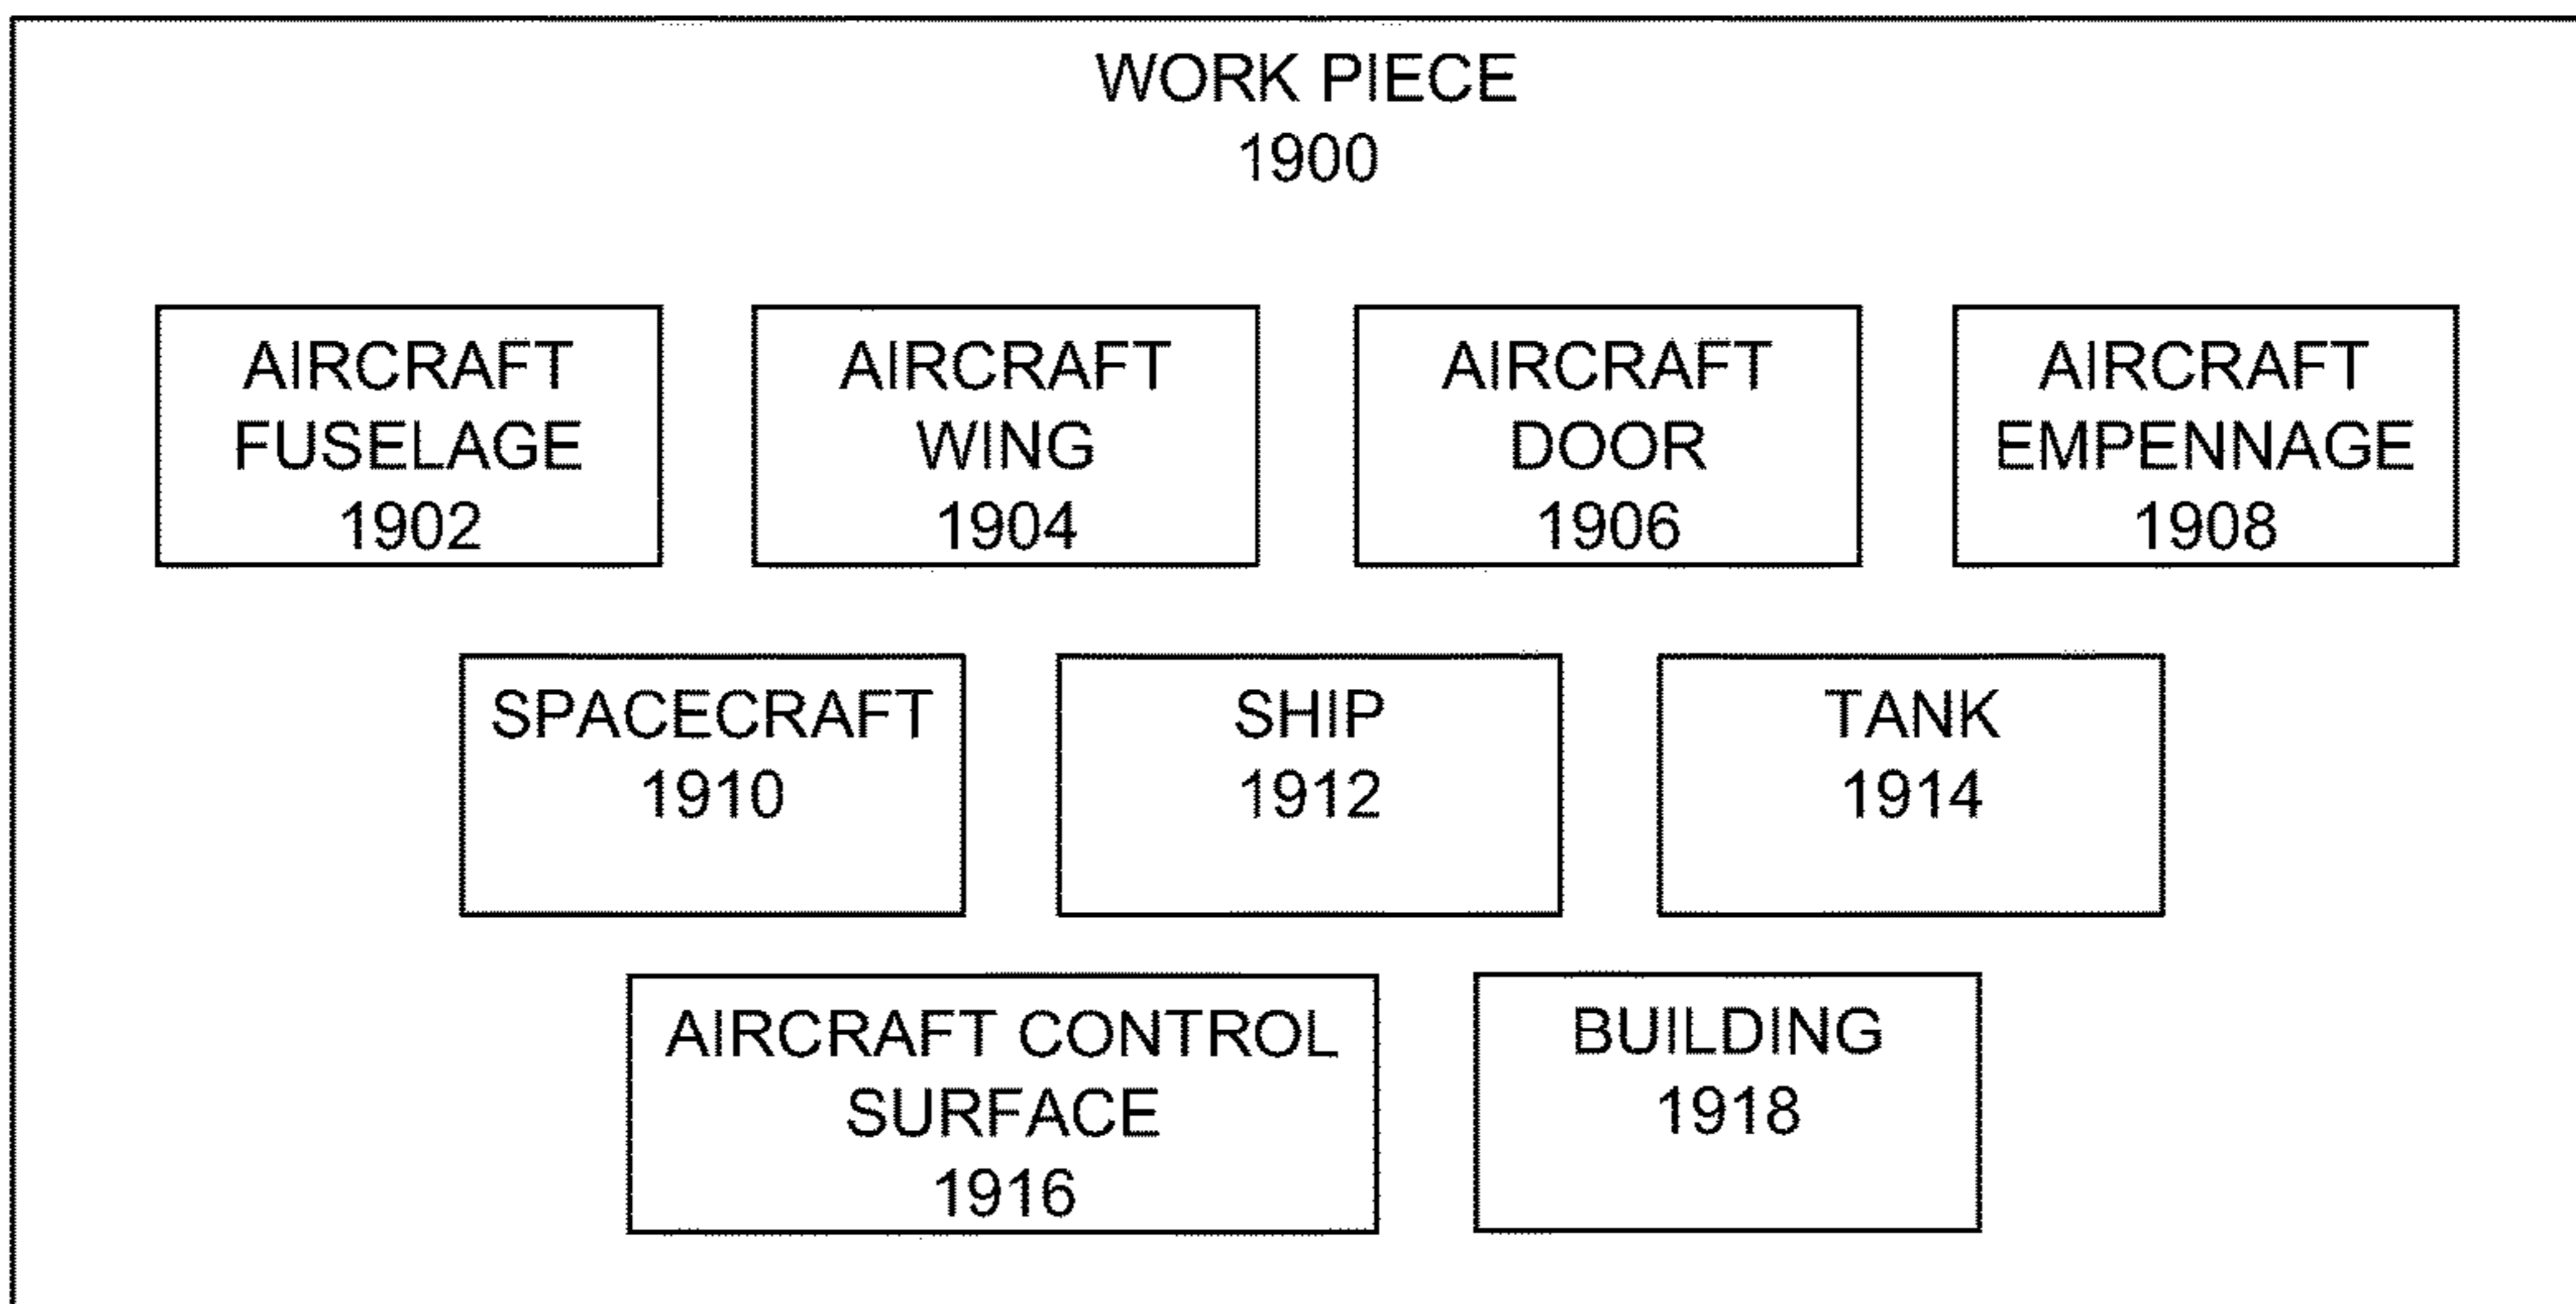 WORK PIECE
1900
AIRCRAFT
FUSELAGE
1902
AIRCRAFT
WING
1904
AIRCRAFT
DOOR
1906
AIRCRAFT
EMPENNAGE
1908
SPACECRAFT
1910
SHIP
1912
TANK
1914
AIRCRAFT CONTROL
SURFACE
1916
BUILDING
1918